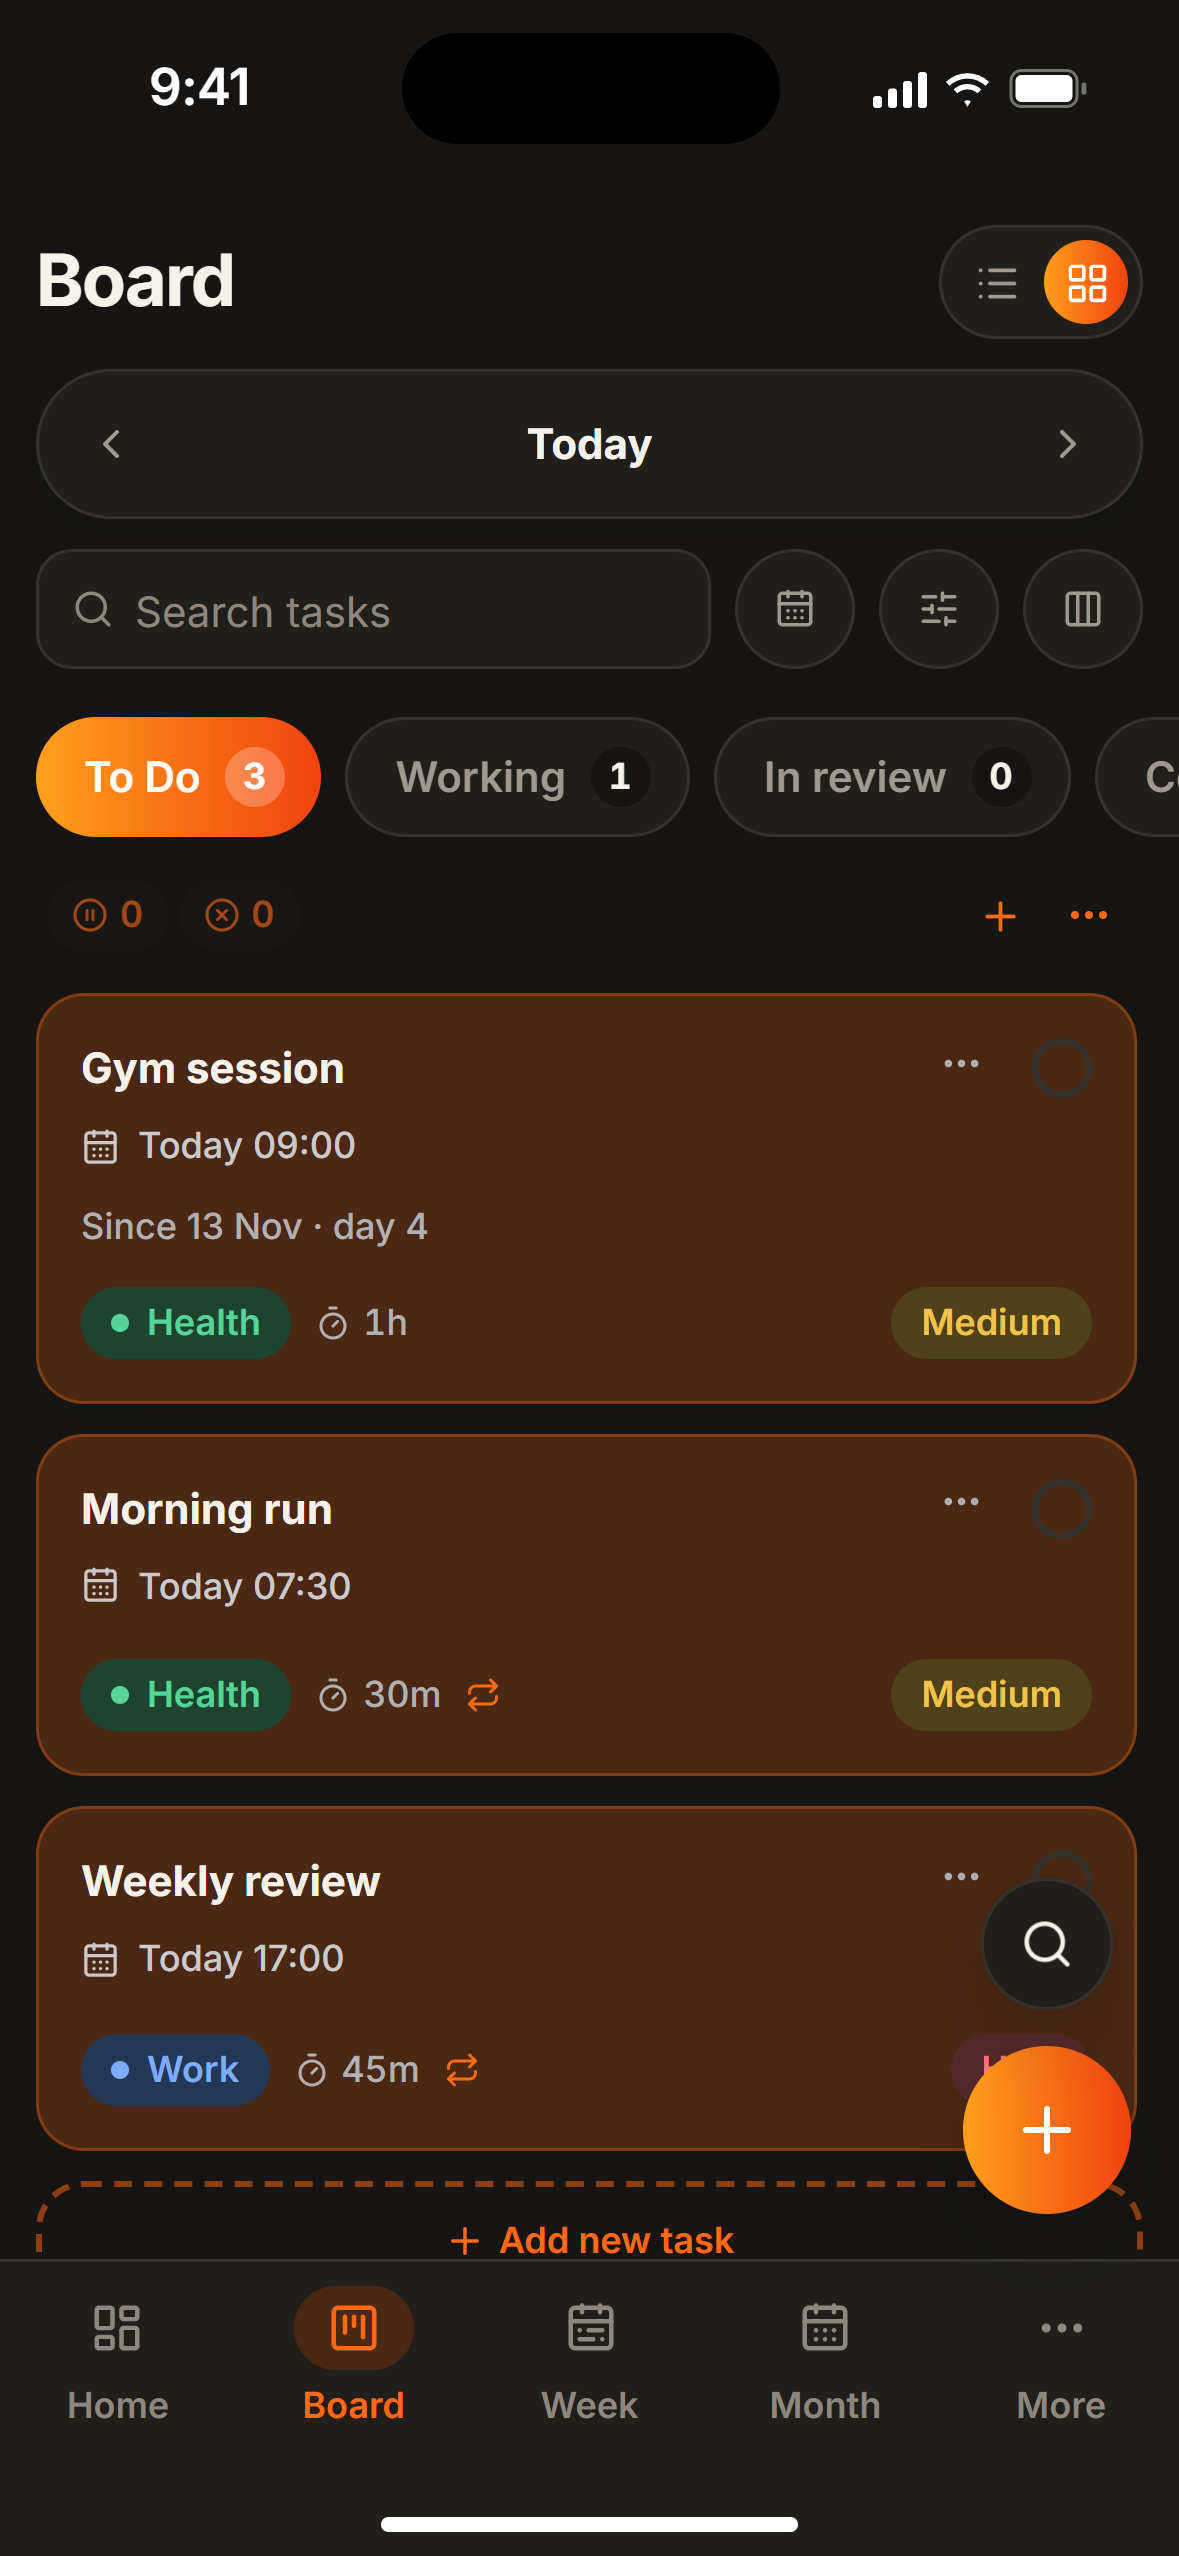 9:41
Board
Today
Search tasks
To Do 3 Working 1 In review 0
0 0
Gym session
Today 09:00
Since 13 Nov · day 4
Health 1h Medium
Morning run
Today 07:30
Health 30m Medium
Weekly review
Today 17:00
Work 45m
Add new task
Home Board Week Month More